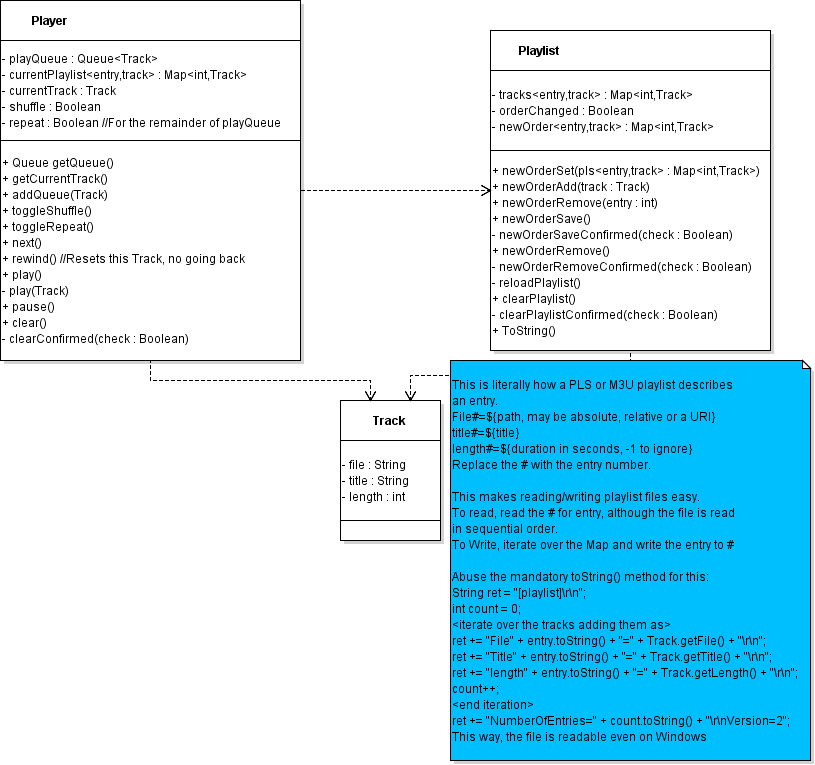 Player
- playQueue : Queue<Track>
- currentPlaylist<entry,track> : Map<int,Track>
- currentTrack : Track
- shuffle : Boolean
- repeat : Boolean //For the remainder of playQueue
+ Queue getQueue()
+ getCurrentTrack()
+ addQueue(Track)
+ toggleShuffle()
+ toggleRepeat()
+ next()
+ rewind() //Resets this Track, no going back
+ play()
- play(Track)
+ pause()
+ clear()
- clearConfirmed(check : Boolean)
Playlist
- tracks<entry,track> : Map<int,Track>
- orderChanged : Boolean
- newOrder<entry,track> : Map<int,Track>
+ newOrderSet(pls<entry,track> : Map<int,Track>)
+ newOrderAdd(track : Track)
+ newOrderRemove(entry : int)
+ newOrderSave()
- newOrderSaveConfirmed(check : Boolean)
+ newOrderRemove()
- newOrderRemoveConfirmed(check : Boolean)
- reloadPlaylist()
+ clearPlaylist()
- clearPlaylistConfirmed(check : Boolean)
+ ToString()
Track
- file : String
- title : String
- length : int
This is literally how a PLS or M3U playlist describes
an entry.
File#=${path, may be absolute, relative or a URI}
title#=${title}
length#=${duration in seconds, -1 to ignore}
Replace the # with the entry number.
This makes reading/writing playlist files easy.
To read, read the # for entry, although the file is read
in sequential order.
To Write, iterate over the Map and write the entry to #
Abuse the mandatory toString() method for this:
String ret = "[playlist]\r\n";
int count = 0;
<iterate over the tracks adding them as>
ret += "File" + entry.toString() + "=" + Track.getFile() + "\r\n";
ret += "Title" + entry.toString() + "=" + Track.getTitle() + "\r\n";
ret += "length" + entry.toString() + "=" + Track.getLength() + "\r\n";
count++;
<end iteration>
ret += "NumberOfEntries=" + count.toString() + "\r\nVersion=2";
This way, the file is readable even on Windows